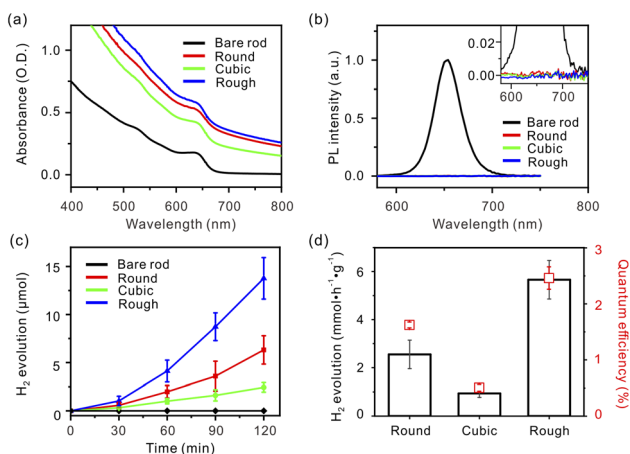 (a)
Absorbance (O.D.)
1.0
0.5
0.0
Bare rod
Round
Cubic
Rough
400 500 600 700 800
Wavelength (nm)
(b)
PL intensity (a.u.)
1.0
0.5
0.0
0.02
0.00
600 700
Bare rod
Round
Cubic
Rough
600 700 800
Wavelength (nm)
(c)
H₂ evolution (μmol)
15
10
5
0
Bare rod
Round
Cubic
Rough
0 30 60 90 120
Time (min)
(d)
H₂ evolution (mmol•h⁻¹•g⁻¹)
6
4
2
0
Round Cubic Rough
3
2
1
0
Quantum efficiency (%)